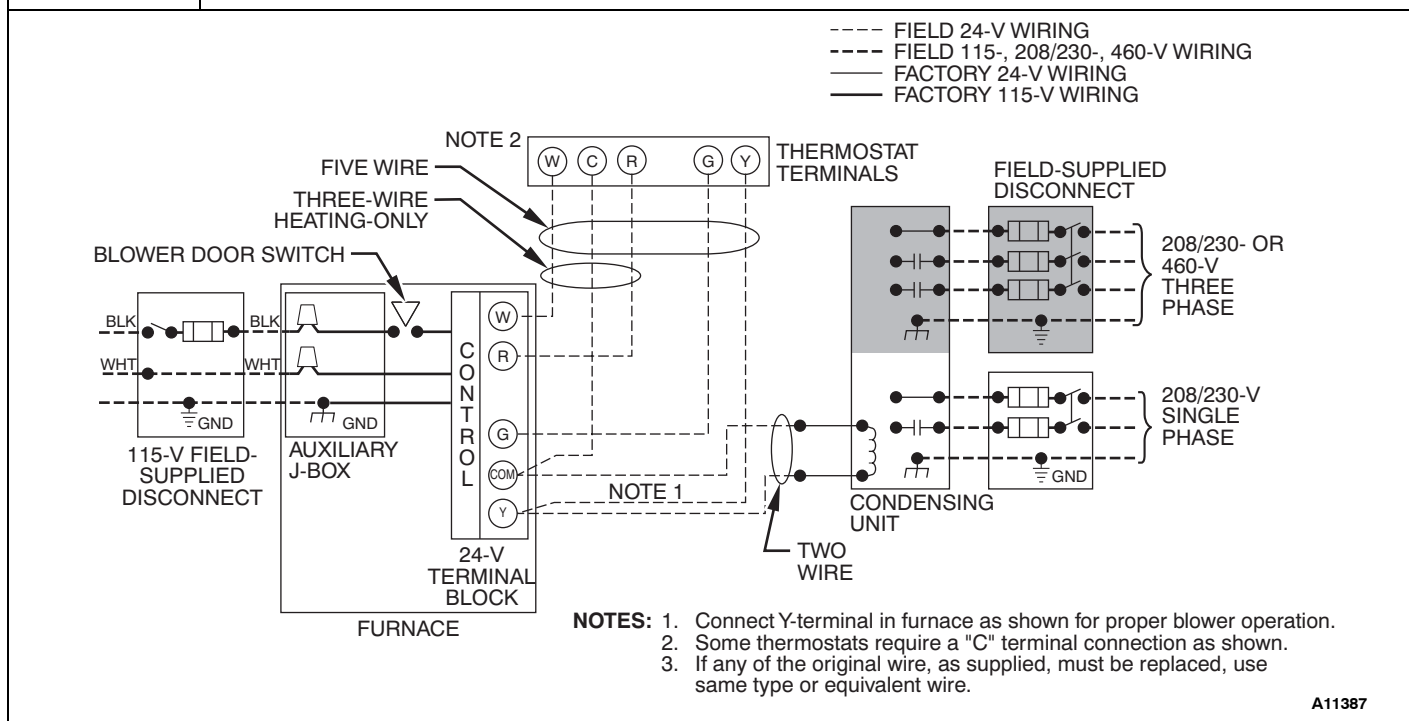 FIELD 24-V WIRING
FIELD 115-, 208/230-, 460-V WIRING
FACTORY 24-V WIRING
FACTORY 115-V WIRING
NOTE 2
W
C
R
G
Y
THERMOSTAT
TERMINALS
FIVE WIRE
THREE-WIRE
HEATING-ONLY
BLOWER DOOR SWITCH
FIELD-SUPPLIED
DISCONNECT
208/230- OR
460-V
THREE
PHASE
BLK
BLK
WHT
WHT
GND
GND
115-V FIELD-
SUPPLIED
DISCONNECT
AUXILIARY
J-BOX
CONTROL
W
R
G
COM
Y
24-V
TERMINAL
BLOCK
FURNACE
NOTE 1
TWO
WIRE
CONDENSING
UNIT
GND
208/230-V
SINGLE
PHASE
NOTES: 1. Connect Y-terminal in furnace as shown for proper blower operation.
2. Some thermostats require a "C" terminal connection as shown.
3. If any of the original wire, as supplied, must be replaced, use
same type or equivalent wire.
A11387